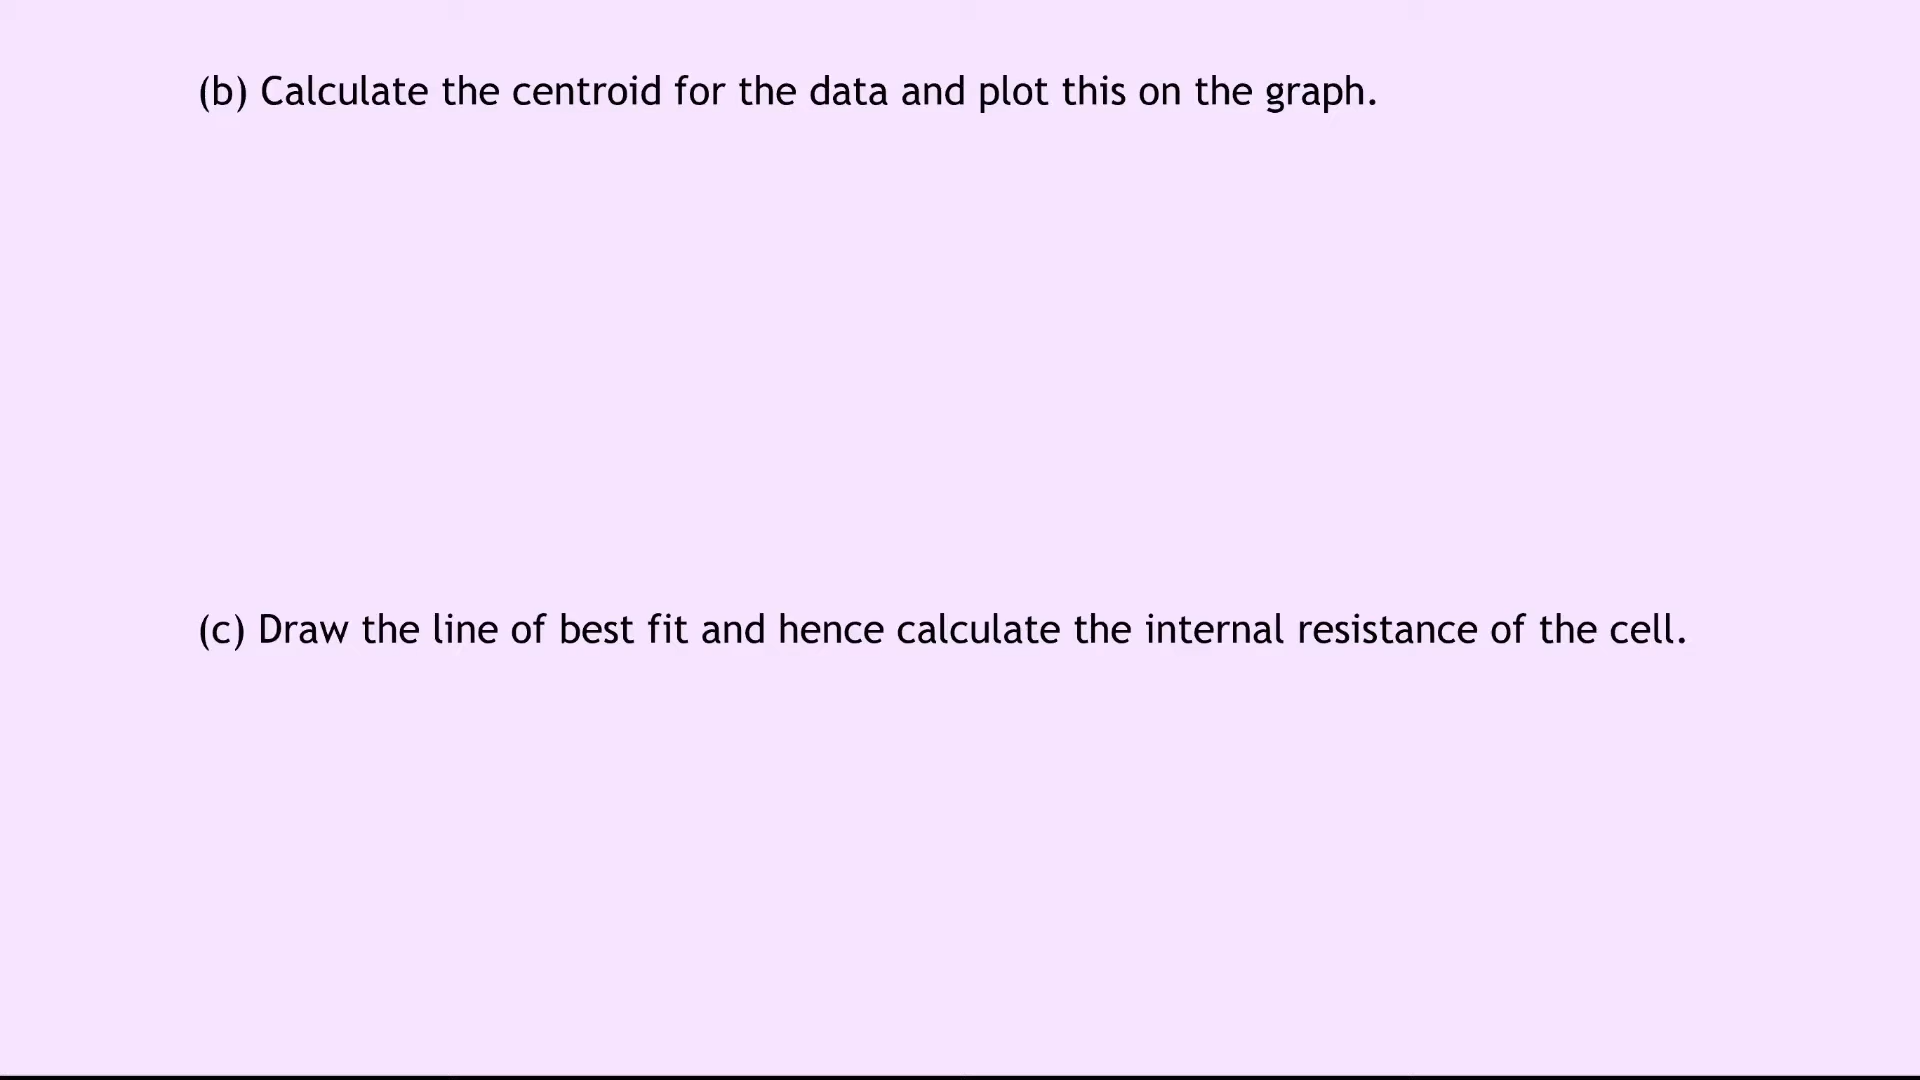 (b) Calculate the centroid for the data and plot this on the graph.
(c) Draw the line of best fit and hence calculate the internal resistance of the cell.